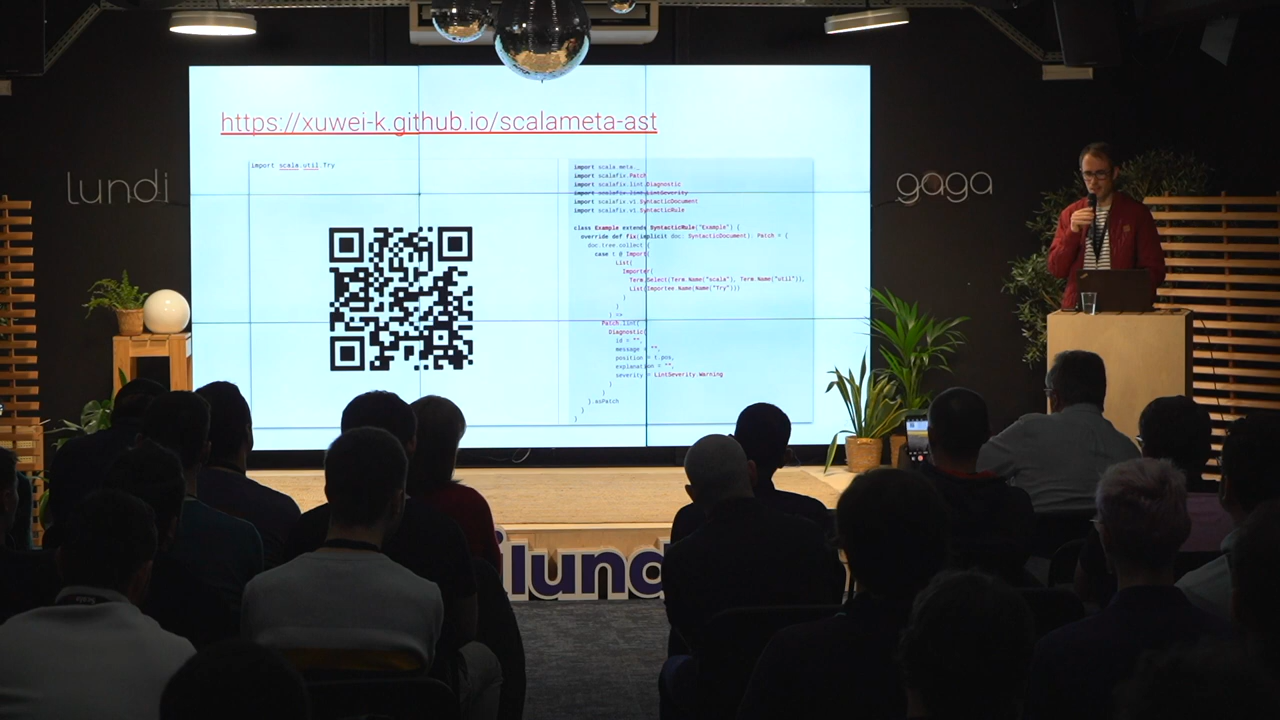 https://xuwei-k.github.io/scalameta-ast
import scala.util.Try
import scala.meta._
import scalafix.Patch
import scalafix.lint.Diagnostic
import scalafix.lint.LintSeverity
import scalafix.v1.SyntacticDocument
import scalafix.v1.SyntacticRule
class Example extends SyntacticRule("Example") {
override def fix(implicit doc: SyntacticDocument): Patch = {
doc.tree.collect {
case t @ Import(
List(
Importer(
Term.Select(Term.Name("scala"), Term.Name("util")),
List(Importee.Name(Name("Try")))
)
)
) =>
Patch.lint(
Diagnostic(
id = "",
message = "",
position = t.pos,
explanation = "",
severity = LintSeverity.Warning
)
)
}.asPatch
}
}
lundi
gaga
lund